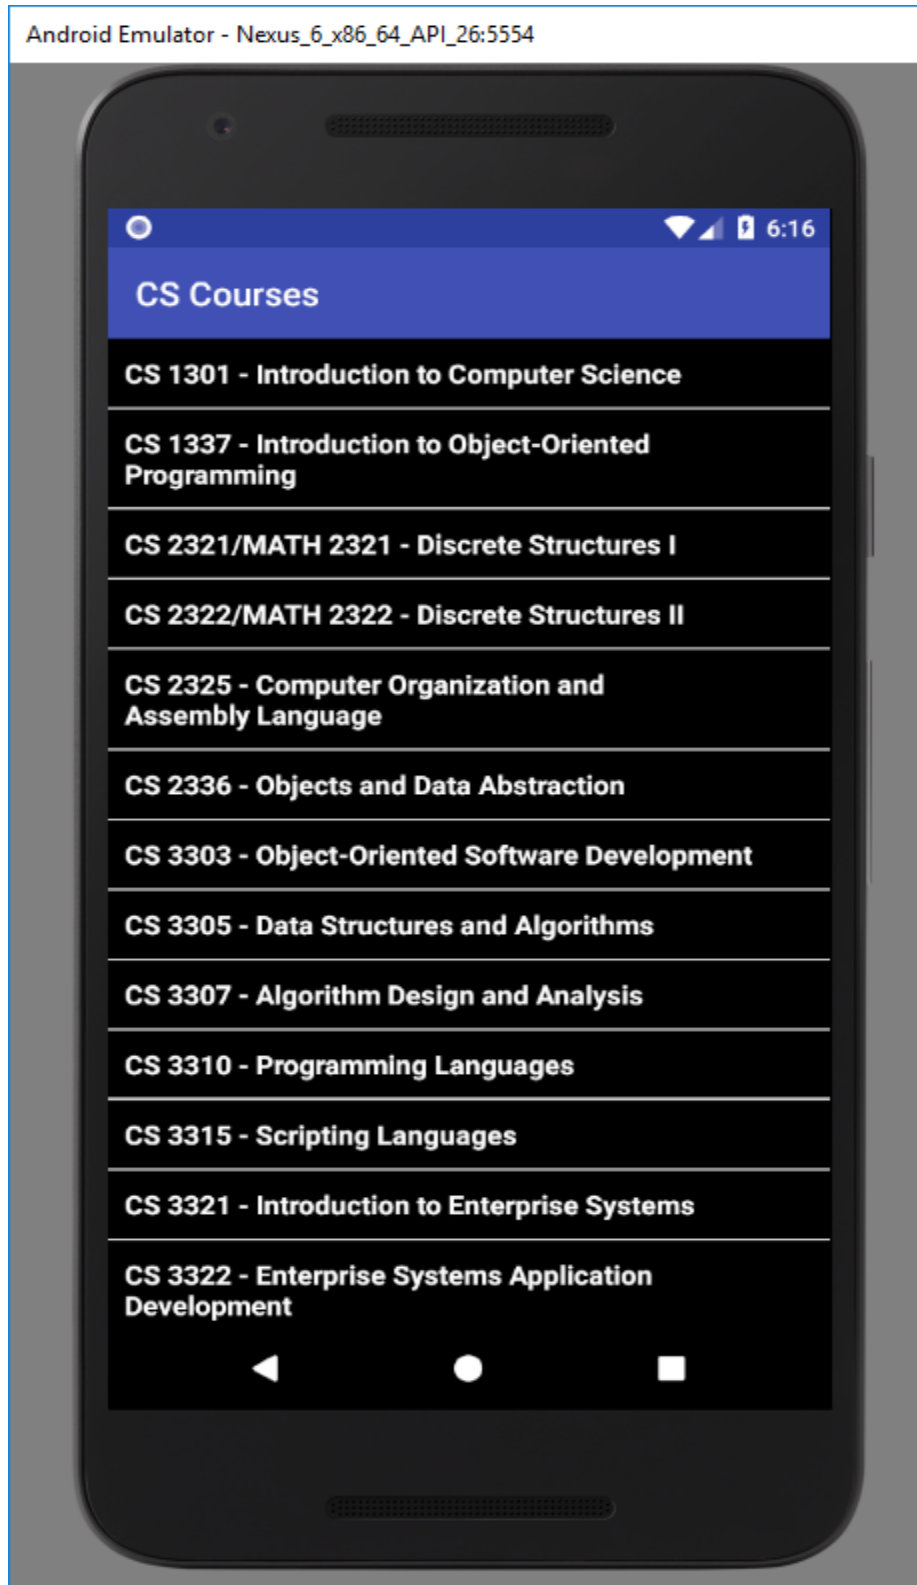 Android Emulator - Nexus_6_x86_64_API_26:5554
6:16
CS Courses
CS 1301 - Introduction to Computer Science
CS 1337 - Introduction to Object-Oriented
Programming
CS 2321/MATH 2321 - Discrete Structures I
CS 2322/MATH 2322 - Discrete Structures II
CS 2325 - Computer Organization and
Assembly Language
CS 2336 - Objects and Data Abstraction
CS 3303 - Object-Oriented Software Development
CS 3305 - Data Structures and Algorithms
CS 3307 - Algorithm Design and Analysis
CS 3310 - Programming Languages
CS 3315 - Scripting Languages
CS 3321 - Introduction to Enterprise Systems
CS 3322 - Enterprise Systems Application
Development